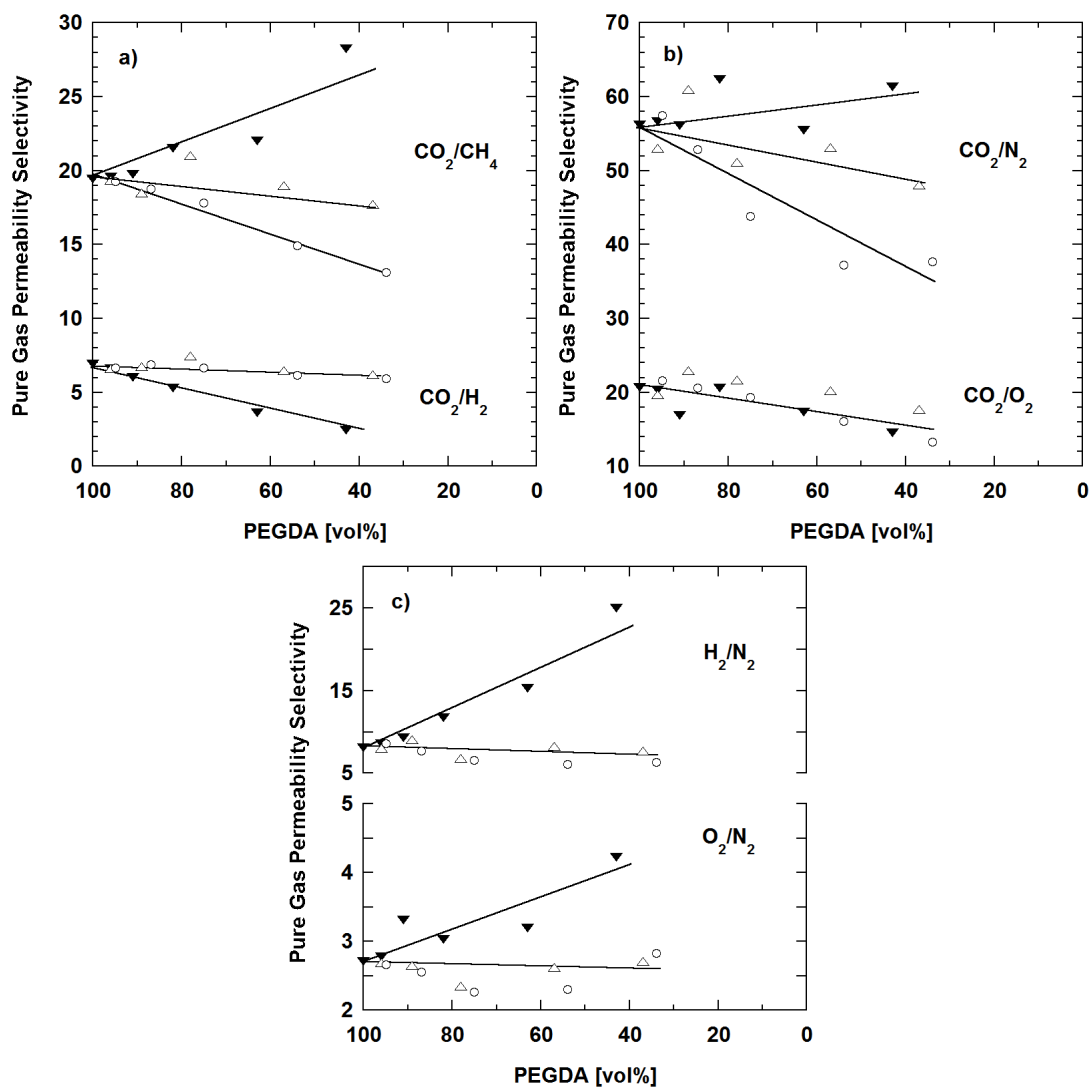 a)
Pure Gas Permeability Selectivity
30
25
20
15
10
5
0
CO2/CH4
CO2/H2
100 80 60 40 20 0
PEGDA [vol%]
b)
Pure Gas Permeability Selectivity
70
60
50
40
30
20
10
CO2/N2
CO2/O2
100 80 60 40 20 0
PEGDA [vol%]
c)
Pure Gas Permeability Selectivity
25
15
5
H2/N2
5
4
3
2
O2/N2
100 80 60 40 20 0
PEGDA [vol%]